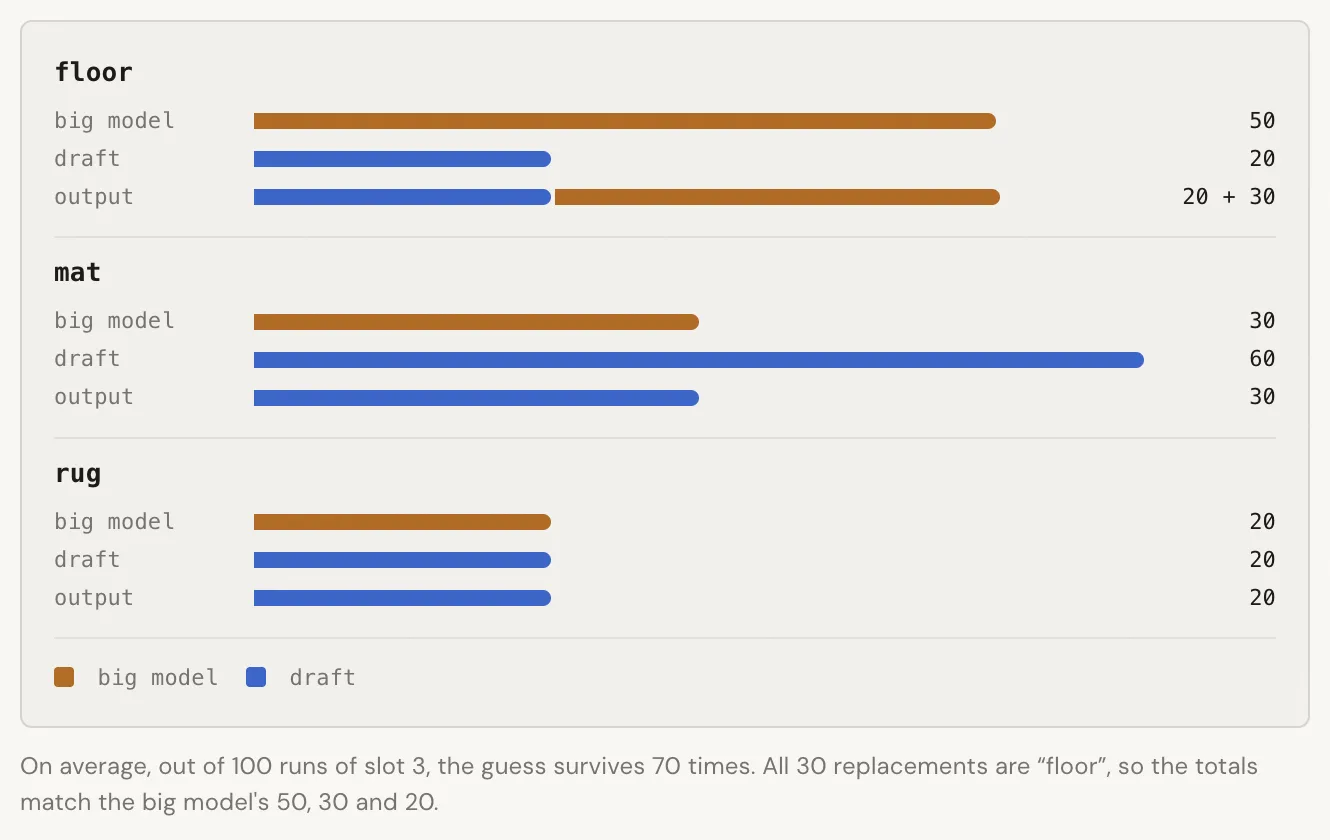 floor
big model 50
draft 20
output 20 + 30
mat
big model 30
draft 60
output 30
rug
big model 20
draft 20
output 20
big model draft
On average, out of 100 runs of slot 3, the guess survives 70 times. All 30 replacements are “floor”, so the totals
match the big model's 50, 30 and 20.